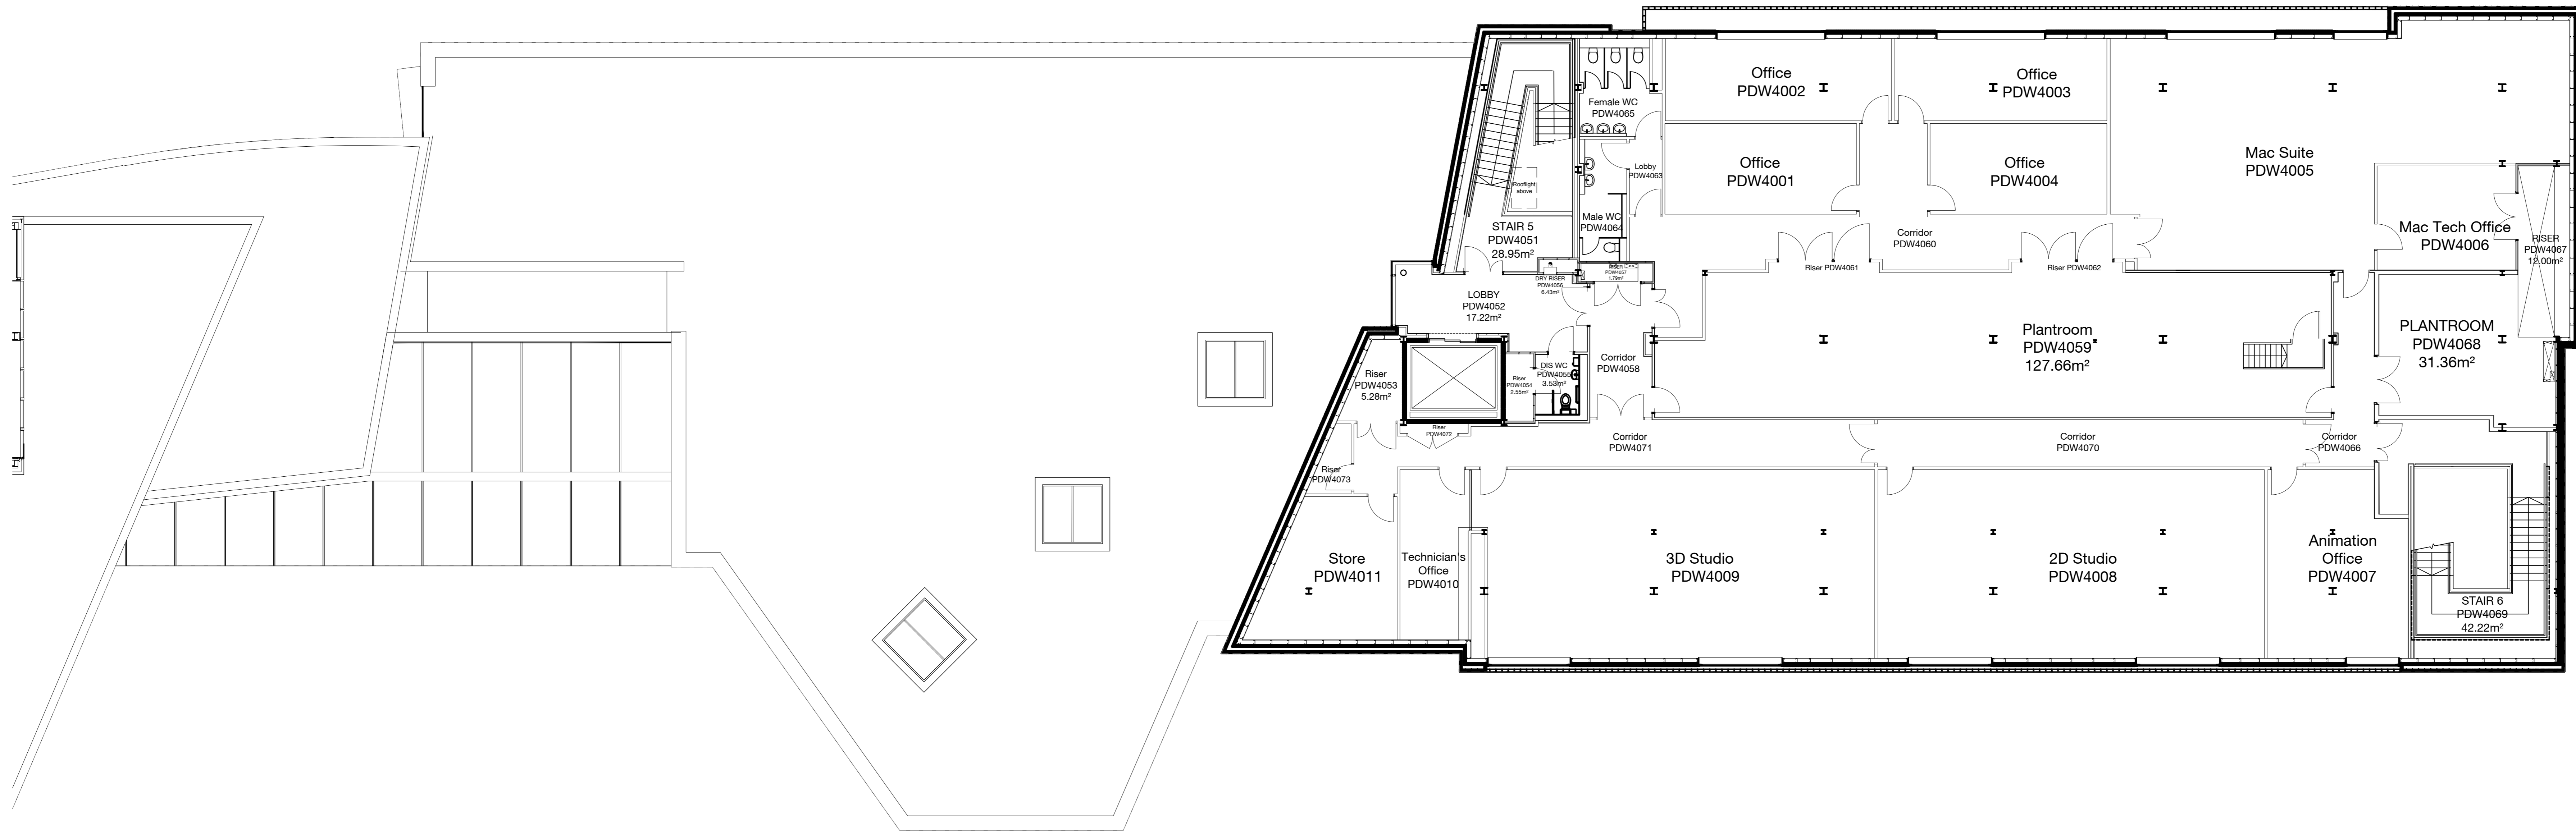 Office
PDW4002
Office
PDW4003
Female WC
PDW4065
Office
PDW4001
Office
PDW4004
Mac Suite
PDW4005
Lobby
PDW4063
Rooflight
above
Male WC
PDW4064
STAIR 5
PDW4051
28.95m²
Corridor
PDW4060
Mac Tech Office
PDW4006
RISER
PDW4067
12.00m²
Riser PDW4061
Riser PDW4062
PDW4057
1.79m²
DRY RISER
PDW4056
6.43m²
LOBBY
PDW4052
17.22m²
Plantroom
PDW4059
127.66m²
PLANTROOM
PDW4068
31.36m²
Corridor
PDW4058
Riser
PDW4053
5.28m²
Riser
PDW4054
2.55m²
DIS WC
PDW4055
3.53m²
Riser
PDW4072
Corridor
PDW4071
Corridor
PDW4070
Corridor
PDW4066
Riser
PDW4073
Store
PDW4011
Technician's
Office
PDW4010
3D Studio
PDW4009
2D Studio
PDW4008
Animation
Office
PDW4007
STAIR 6
PDW4069
42.22m²